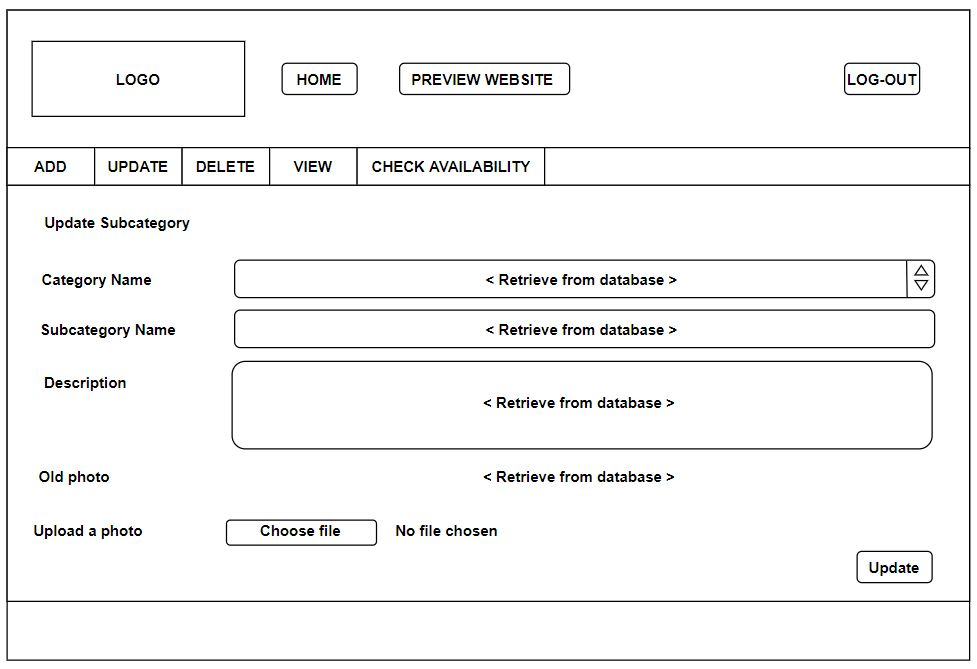 LOGO HOME PREVIEW WEBSITE LOG-OUT
ADD UPDATE DELETE VIEW CHECK AVAILABILITY
Update Subcategory
Category Name < Retrieve from database >
Subcategory Name < Retrieve from database >
Description
< Retrieve from database >
Old photo < Retrieve from database >
Upload a photo Choose file No file chosen
Update